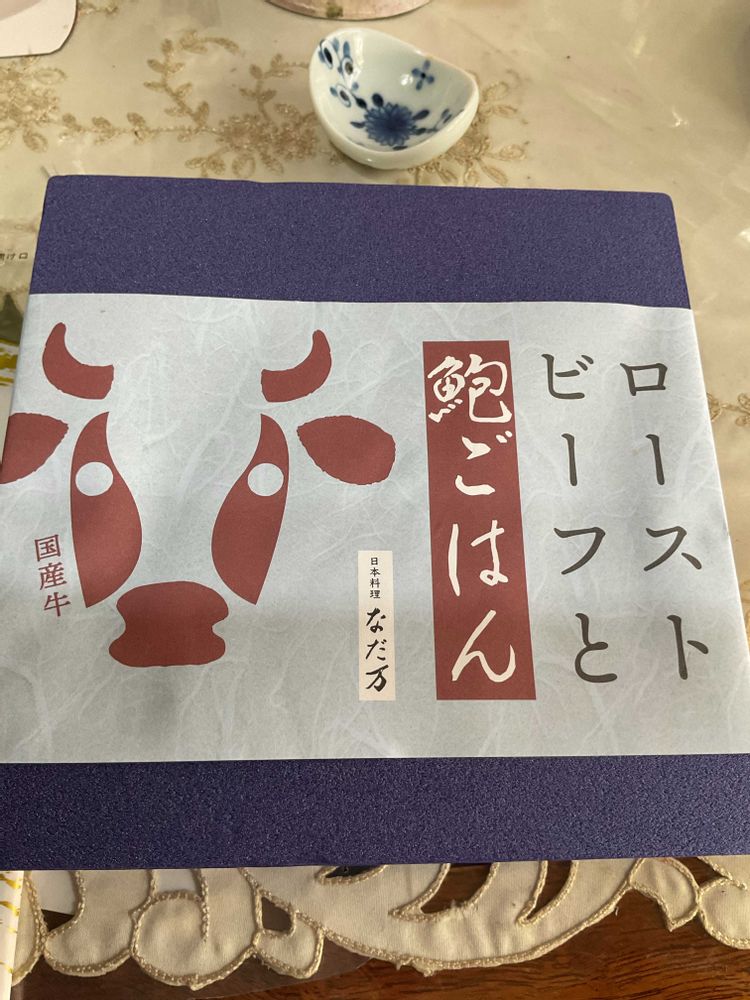 ロースト
ビーフと
鮑ごはん
日本料理 なだ万
国産牛